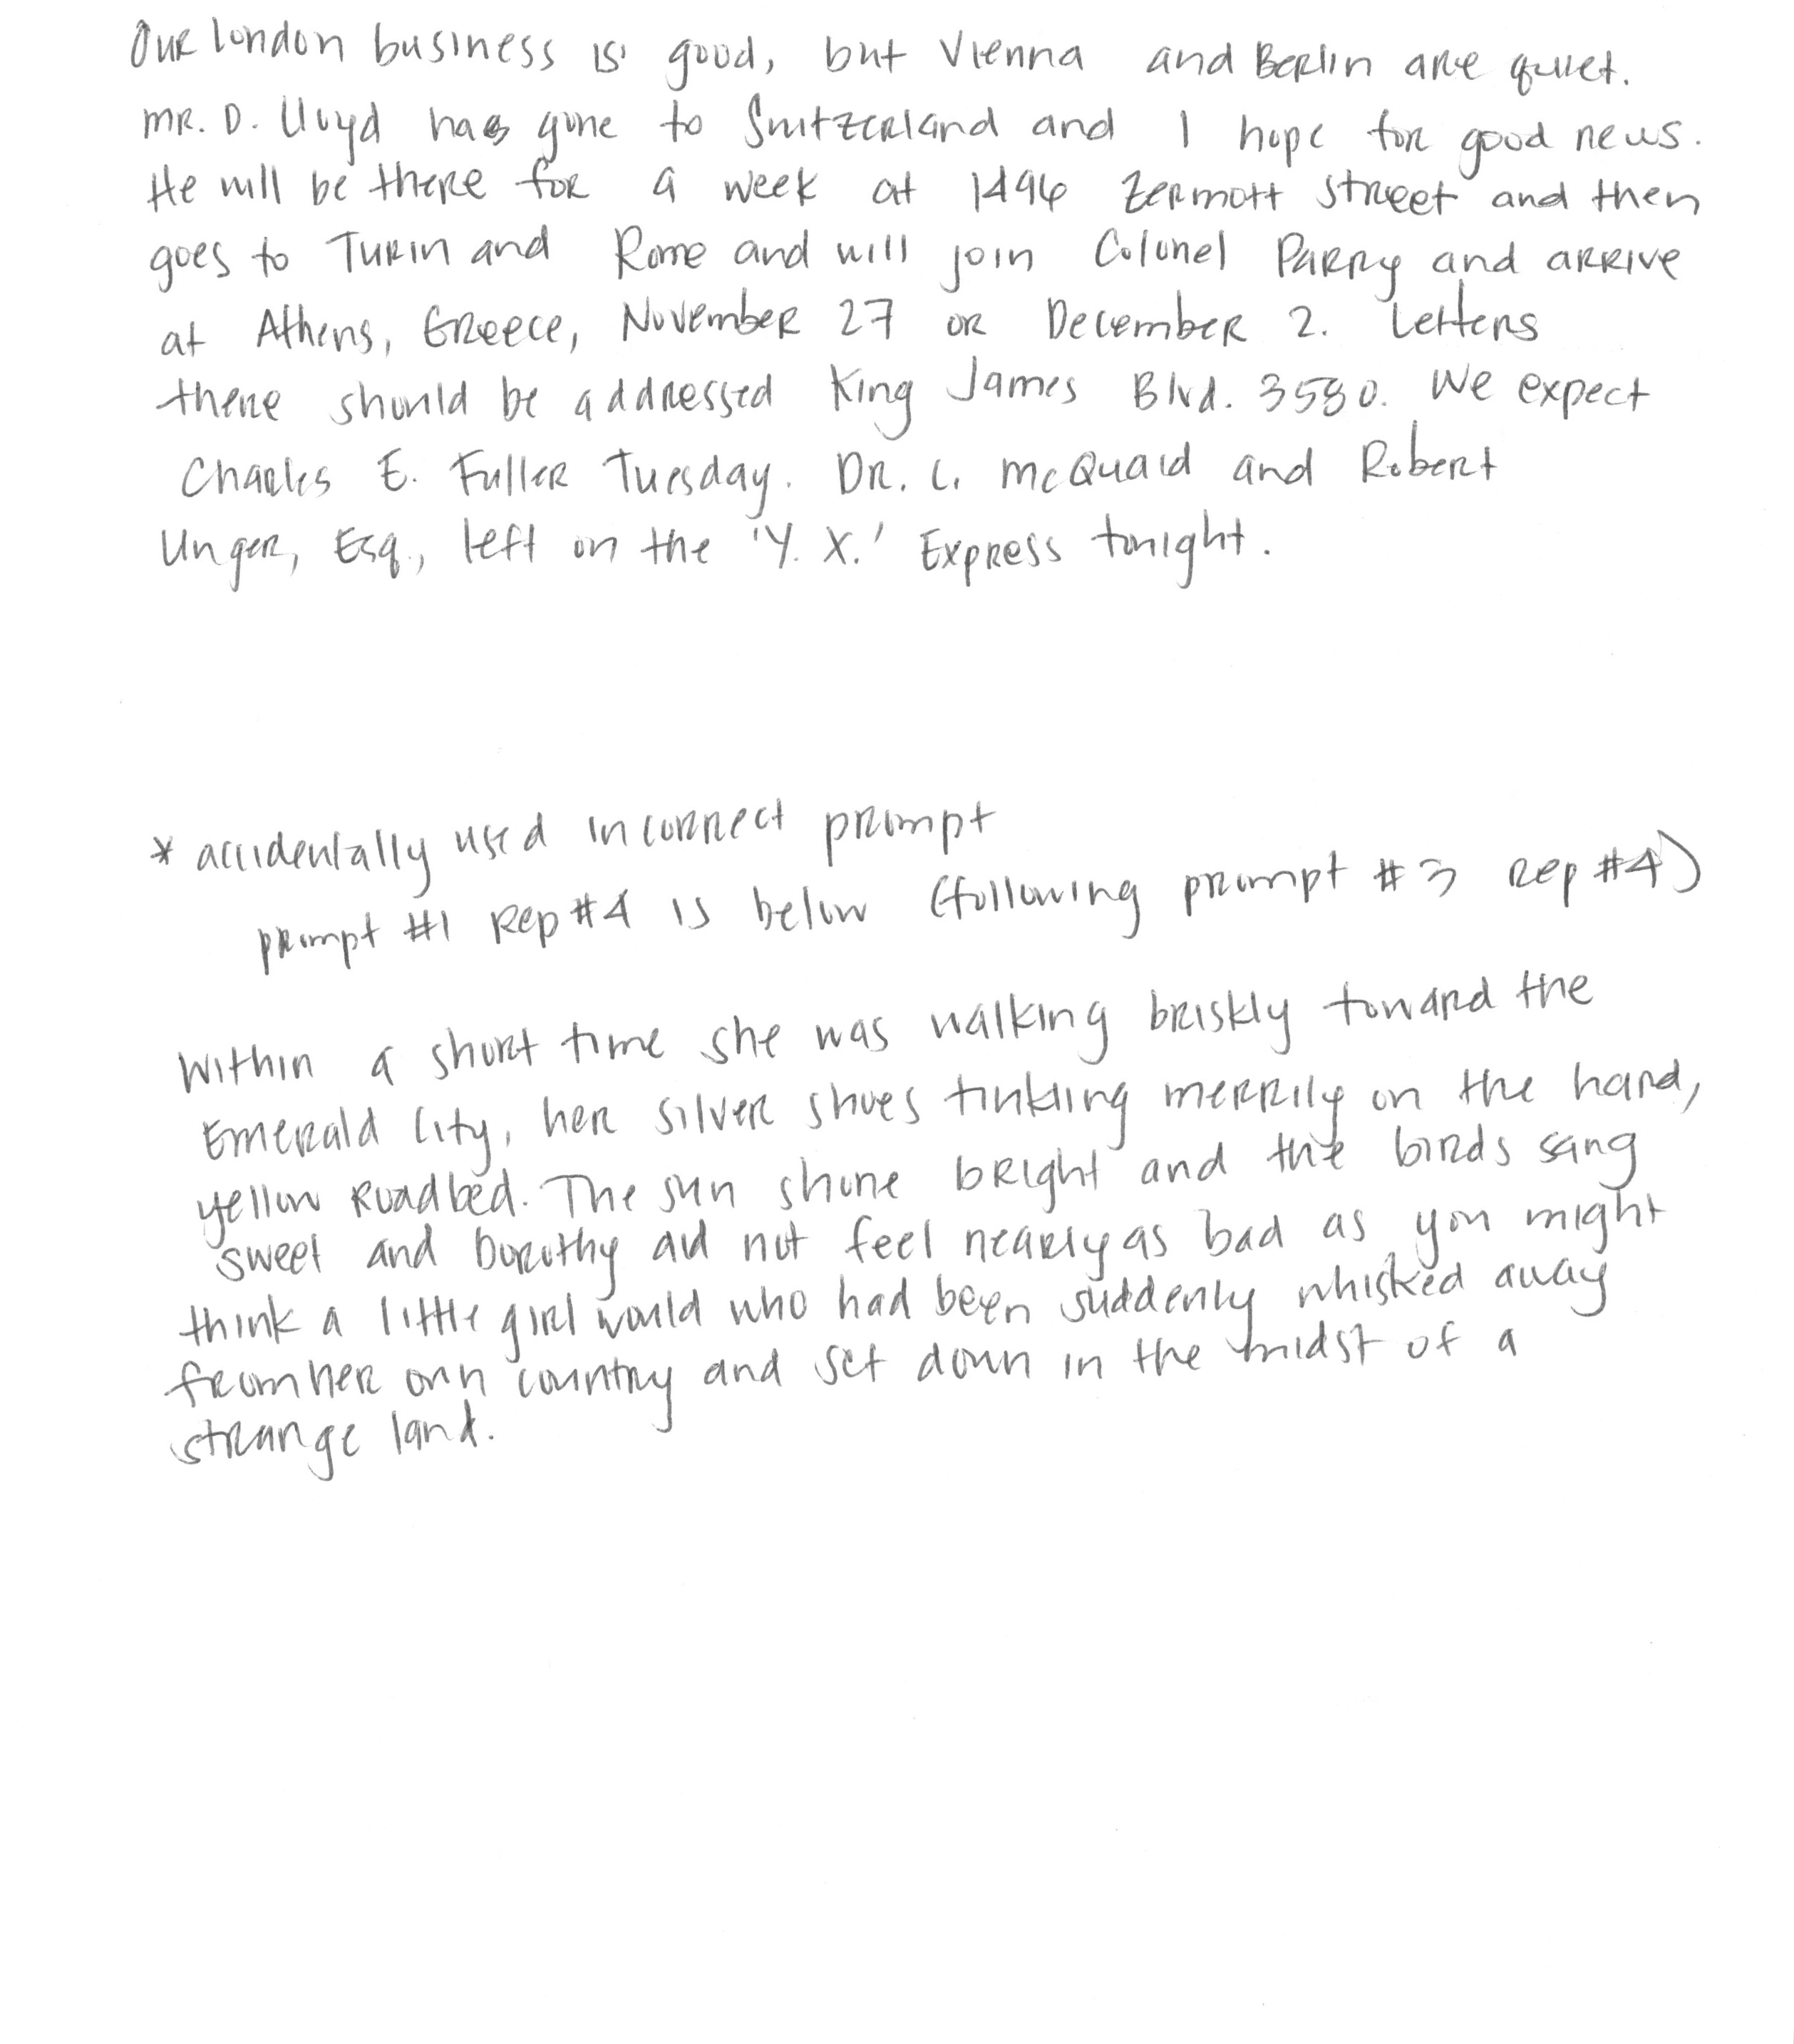 Our London business is good, but Vienna and Berlin are quiet.
Mr. D. Lloyd has gone to Switzerland and I hope for good news.
He will be there for a week at 1496 Zermott Street and then
goes to Turin and Rome and will join Colonel Parry and arrive
at Athens, Greece, November 27 or December 2. Letters
there should be addressed King James Blvd. 3580. We expect
Charles E. Fuller Tuesday. Dr. L. McQuaid and Robert
Unger, Esq., left on the 'Y. X.' Express tonight.
* accidentally used incorrect prompt
prompt #1 Rep #4 is below (following prompt #3 Rep #4)
Within a short time she was walking briskly toward the
Emerald City, her silver shoes tinkling merrily on the hard,
yellow roadbed. The sun shone bright and the birds sang
sweet and Dorothy did not feel nearly as bad as you might
think a little girl would who had been suddenly whisked away
from her own country and set down in the midst of a
strange land.